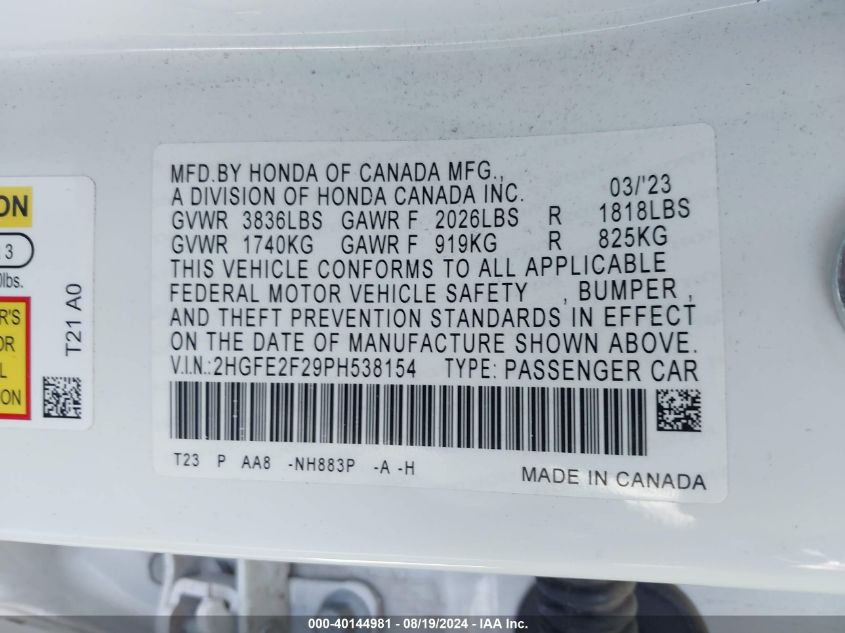 MFD.BY HONDA OF CANADA MFG.,
A DIVISION OF HONDA CANADA INC. 03/'23
GVWR 3836LBS GAWR F 2026LBS R 1818LBS
GVWR 1740KG GAWR F 919KG R 825KG
THIS VEHICLE CONFORMS TO ALL APPLICABLE
FEDERAL MOTOR VEHICLE SAFETY , BUMPER ,
AND THEFT PREVENTION STANDARDS IN EFFECT
ON THE DATE OF MANUFACTURE SHOWN ABOVE.
V.I.N.:2HGFE2F29PH538154 TYPE: PASSENGER CAR
T23 P AA8 -NH883P -A -H
MADE IN CANADA
3
lbs.
T21 A0
000-40144981 - 08/19/2024 - IAA Inc.